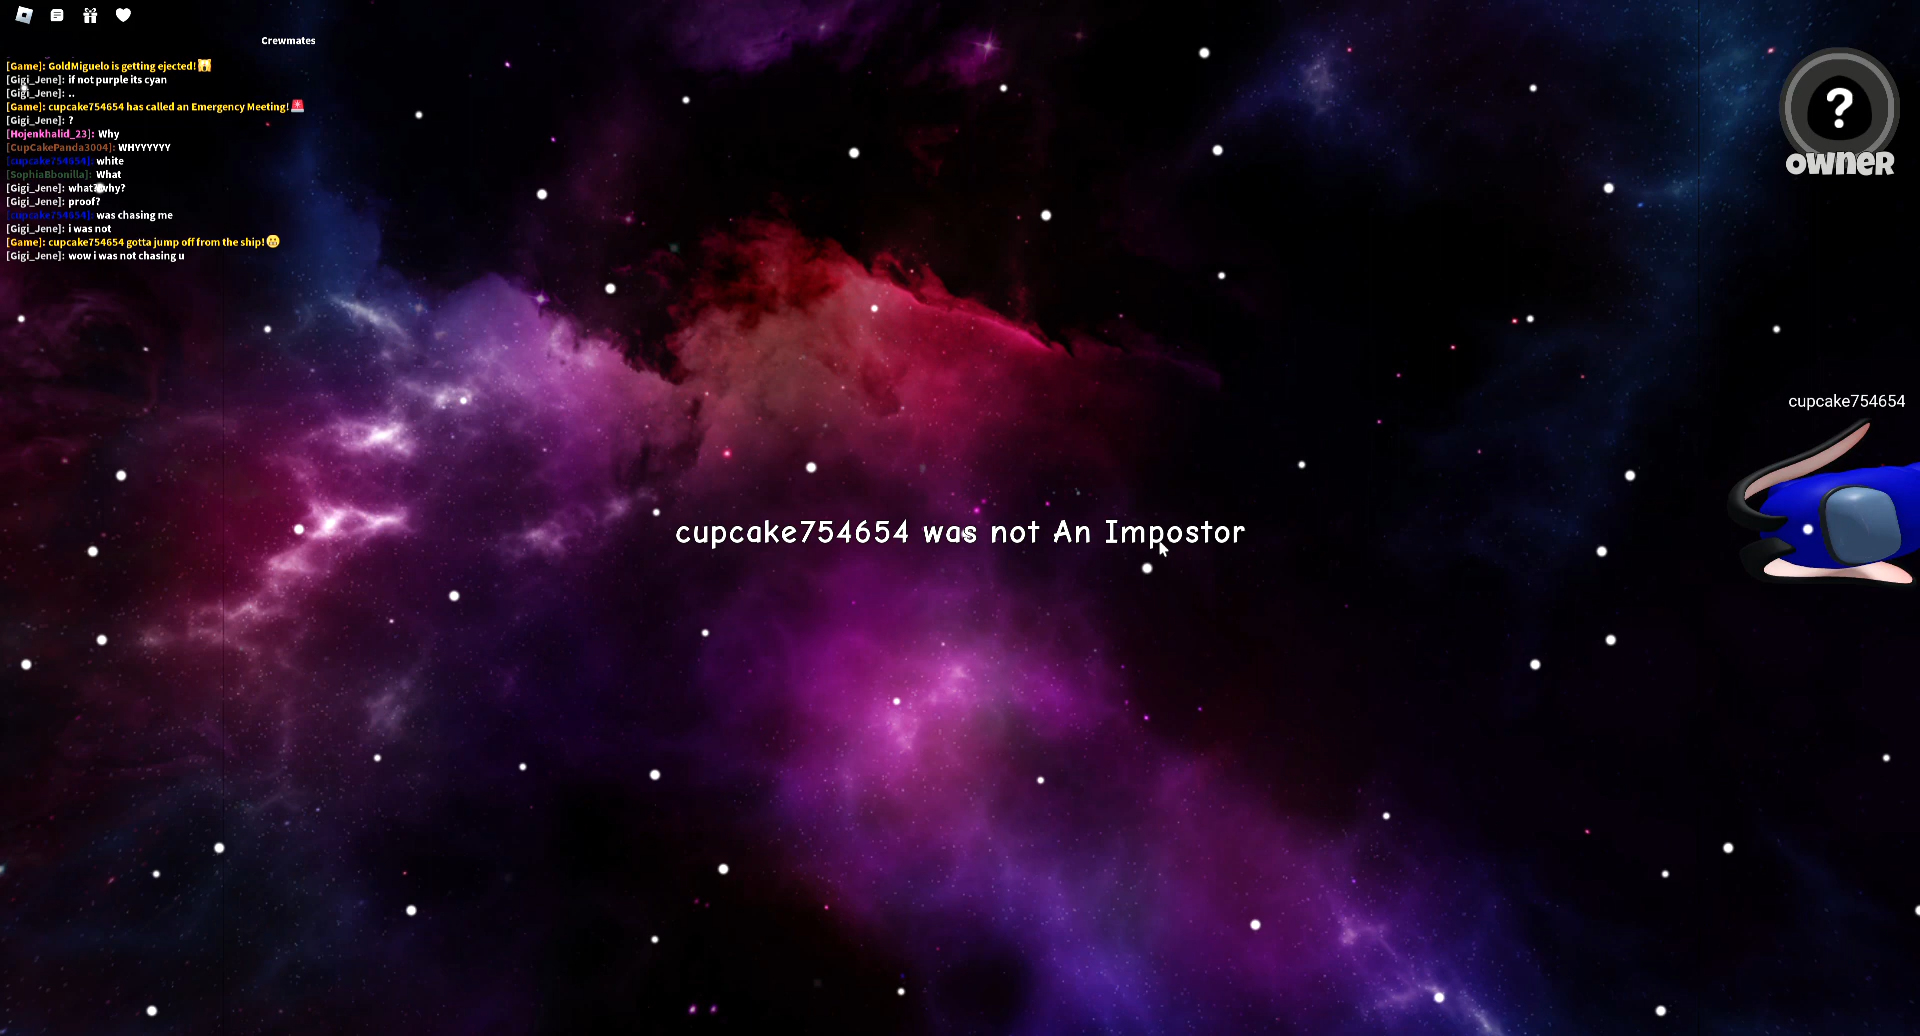 Crewmates
[Game]: GoldMiguelo is getting ejected!
[Gigi_Jene]: if not purple its cyan
[Gigi_Jene]: ..
[Game]: cupcake754654 has called an Emergency Meeting!
[Gigi_Jene]: ?
[Hojenkhalid_23]: Why
[CupCakePanda3004]: WHYYYYYY
[cupcake754654]: white
[SophiaBbonilla]: What
[Gigi_Jene]: what?why?
[Gigi_Jene]: proof?
[cupcake754654]: was chasing me
[Gigi_Jene]: i was not
[Game]: cupcake754654 gotta jump off from the ship!
[Gigi_Jene]: wow i was not chasing u
?
OWNER
cupcake754654
cupcake754654 was not An Impostor